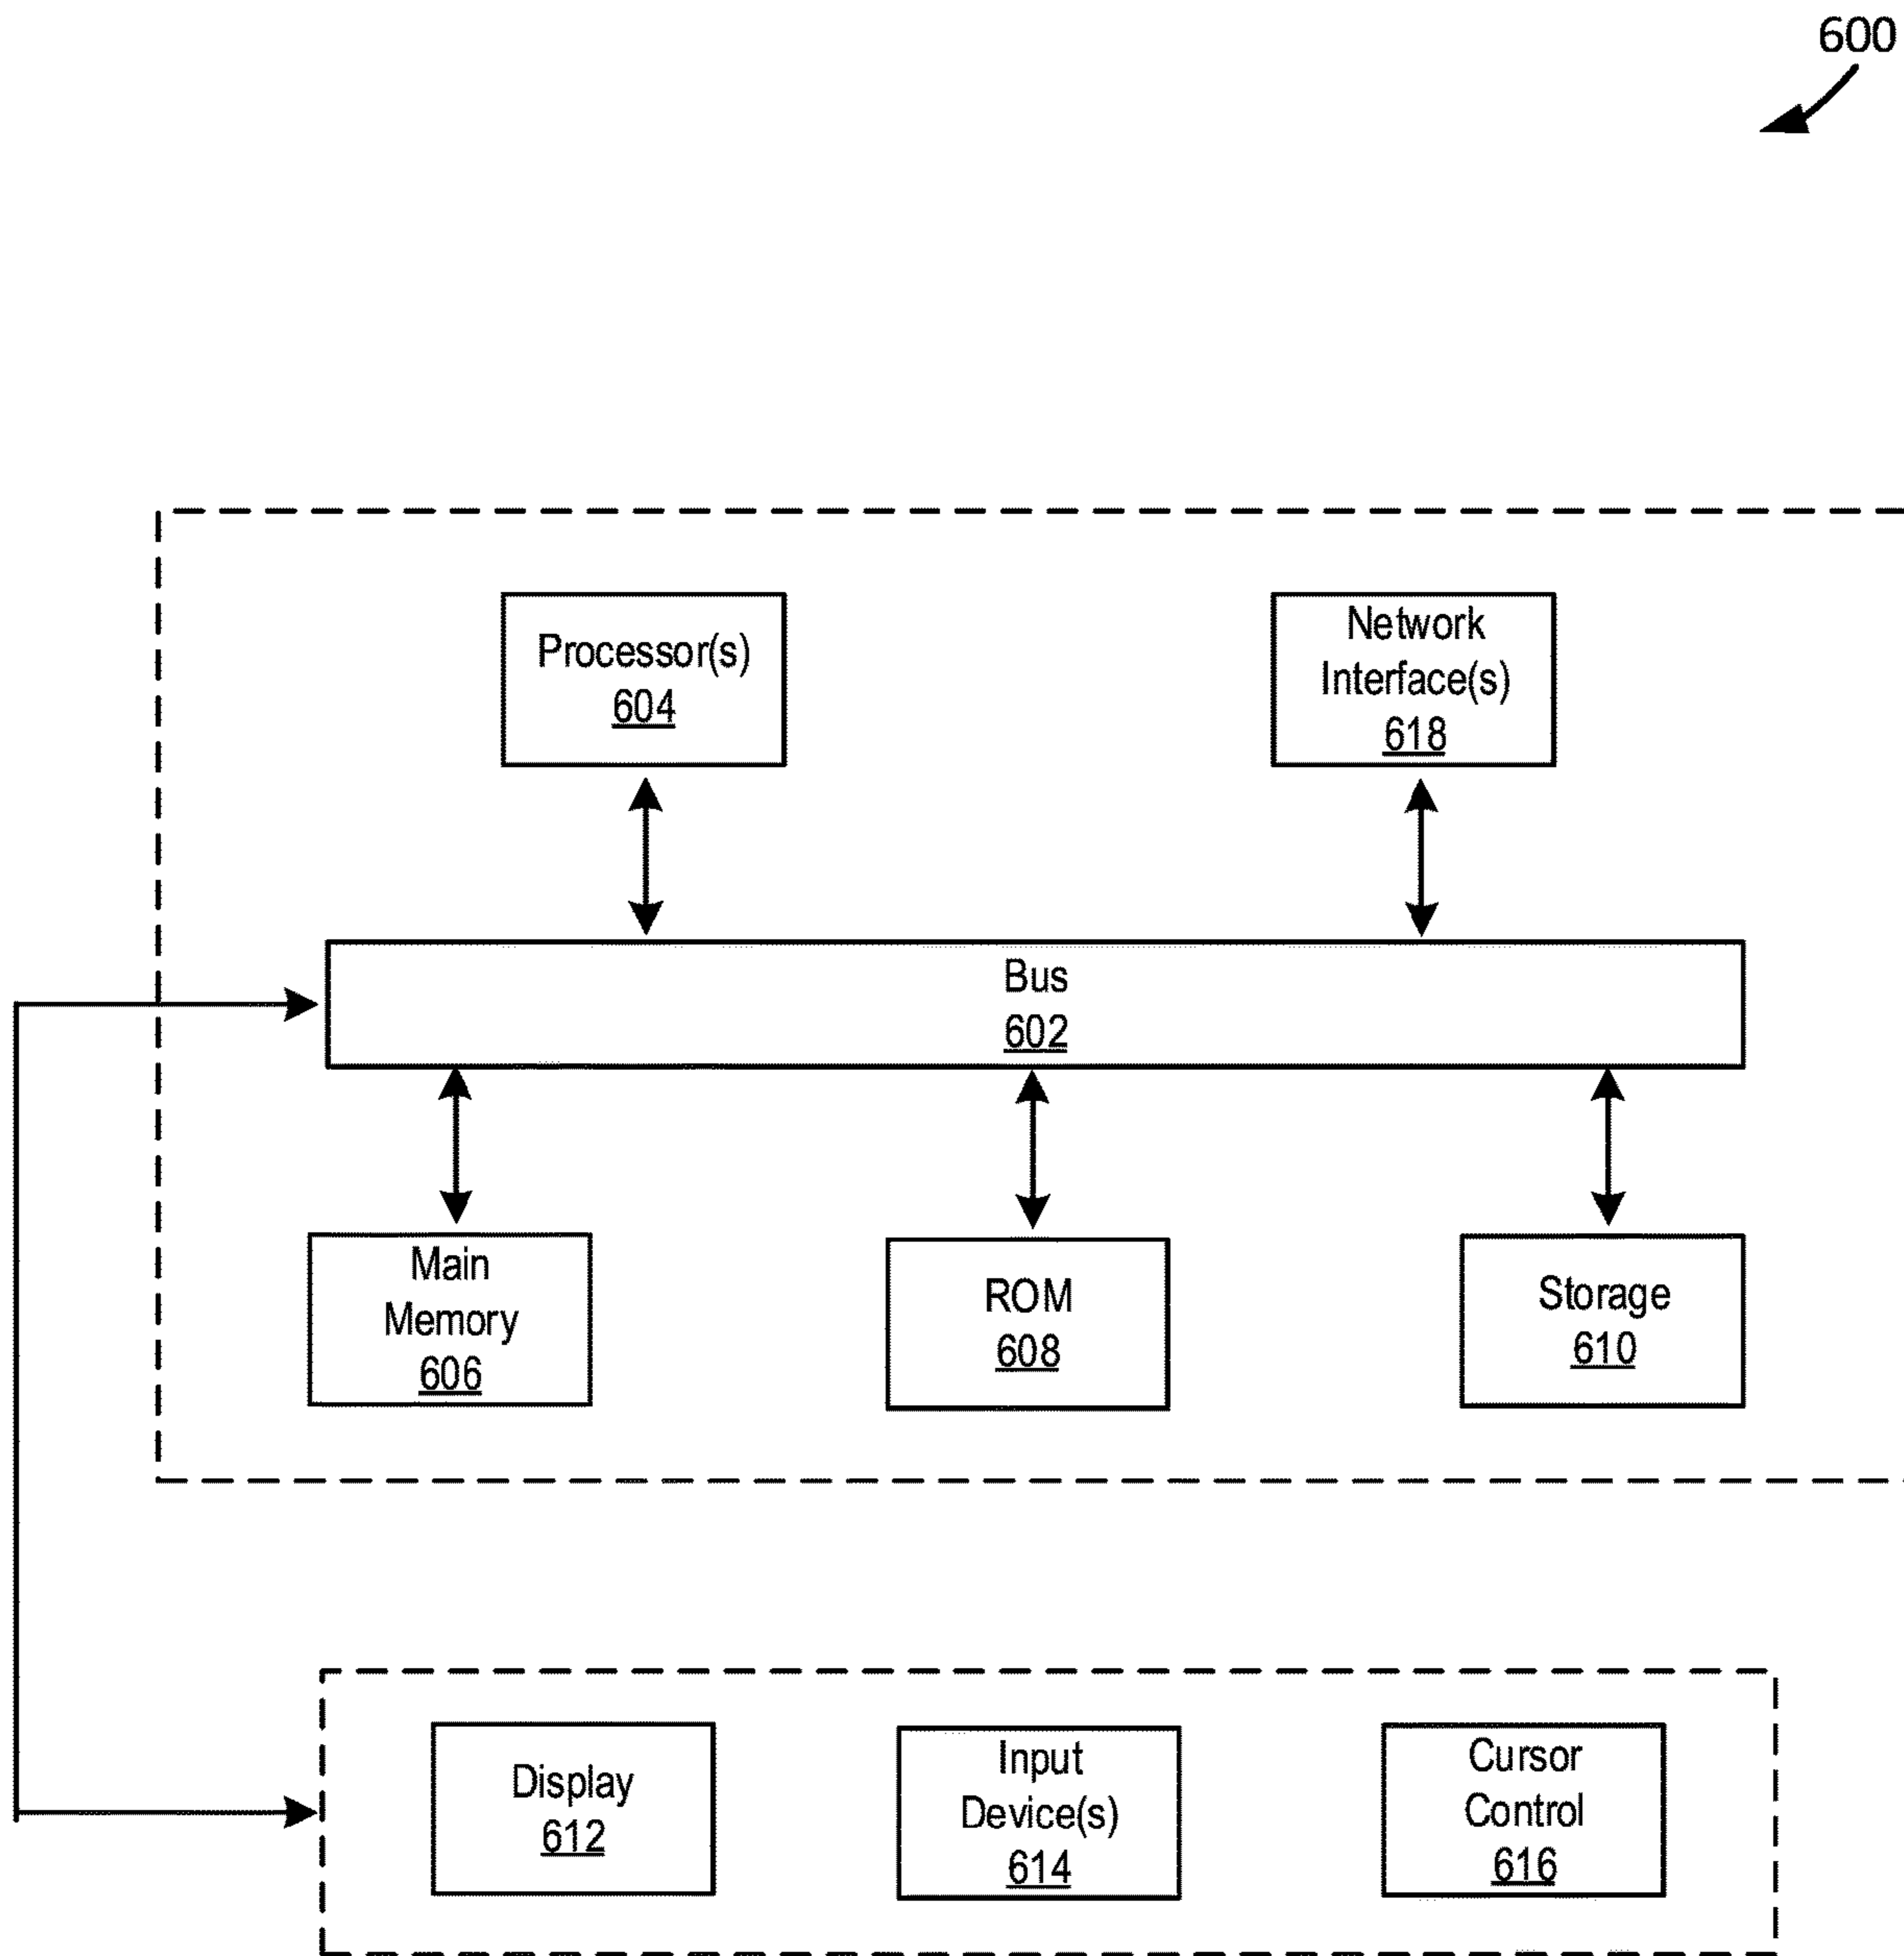 600
Processor(s)
604
Network
Interface(s)
618
Bus
602
Main
Memory
606
ROM
608
Storage
610
Display
612
Input
Device(s)
614
Cursor
Control
616